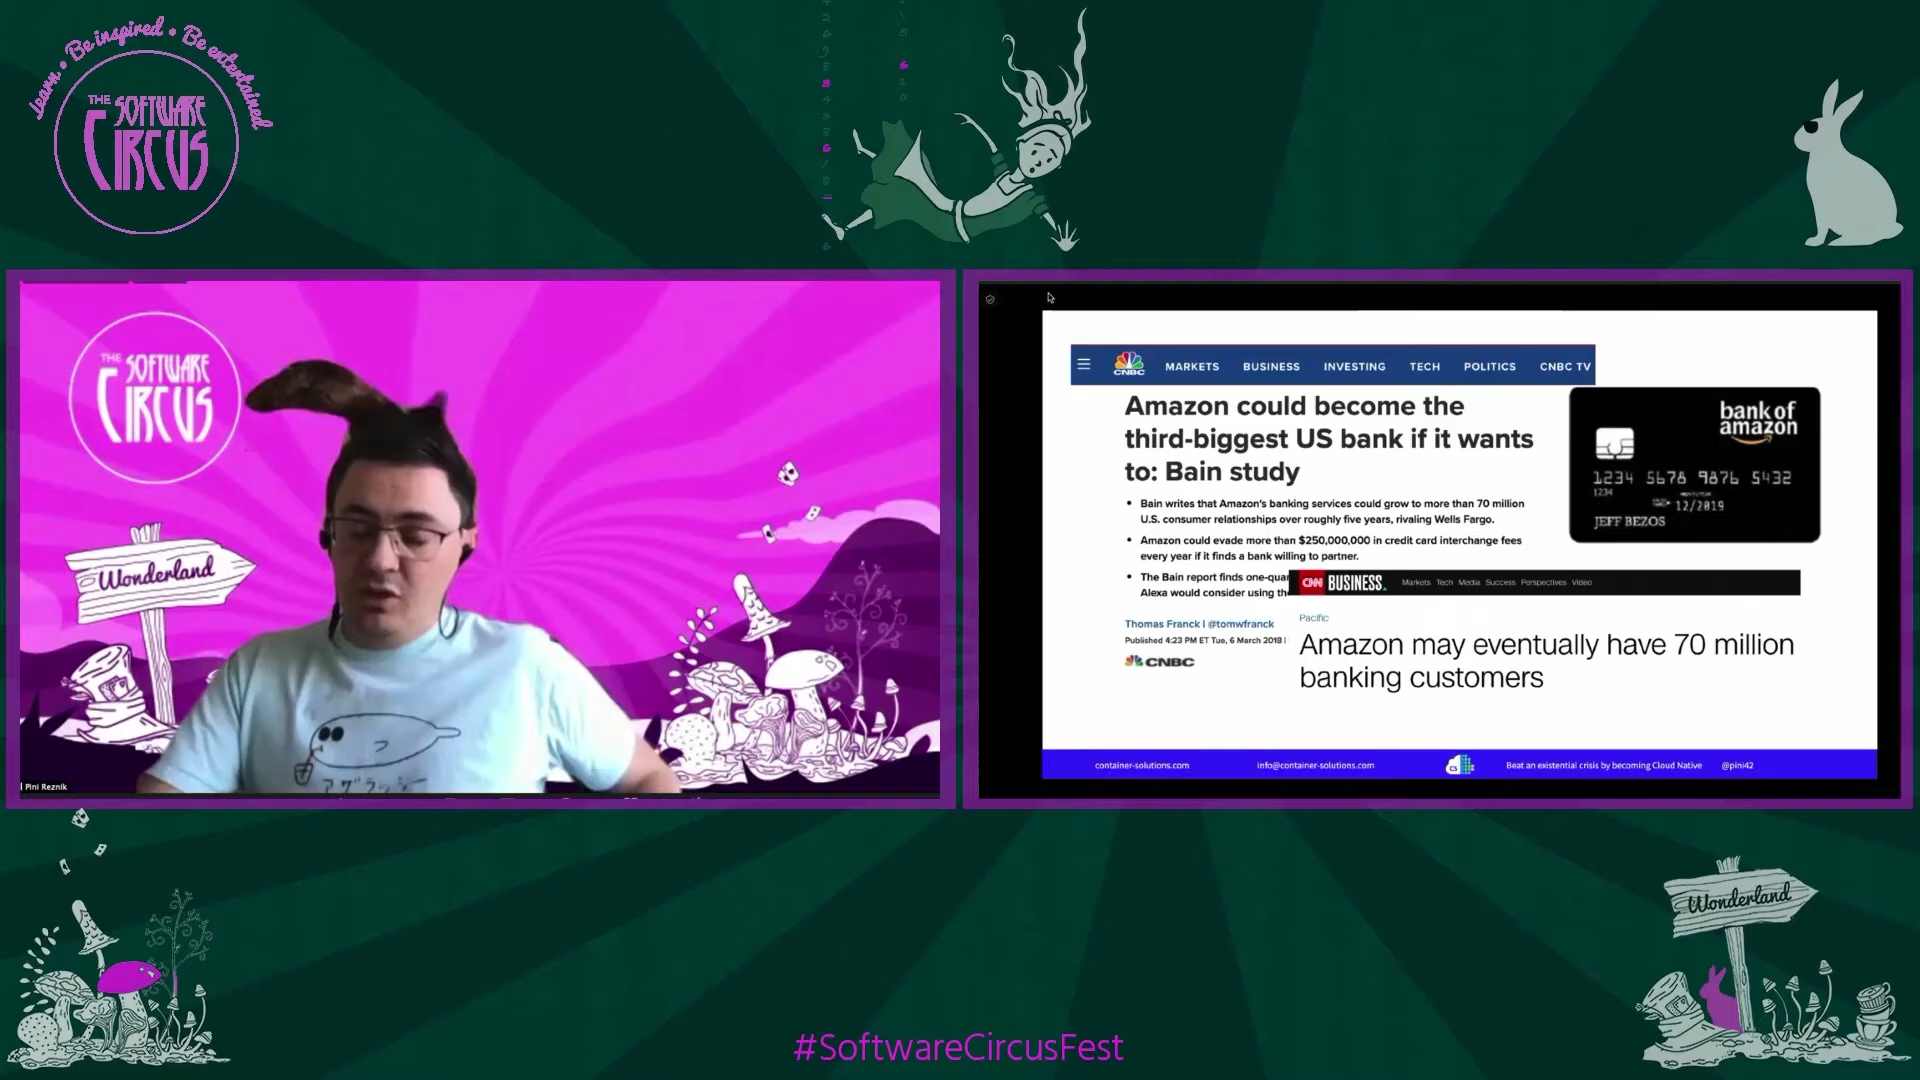 Learn • Be inspired • Be entertained
THE SOFTWARE CIRCUS
THE SOFTWARE CIRCUS
Wonderland
アグラッシー
Pini Reznik
CNBC MARKETS BUSINESS INVESTING TECH POLITICS CNBC TV
Amazon could become the
third-biggest US bank if it wants
to: Bain study
• Bain writes that Amazon's banking services could grow to more than 70 million
U.S. consumer relationships over roughly five years, rivaling Wells Fargo.
• Amazon could evade more than $250,000,000 in credit card interchange fees
every year if it finds a bank willing to partner.
• The Bain report finds one-quar
Alexa would consider using th
Thomas Franck | @tomwfranck
Published 4:23 PM ET Tue, 6 March 2018 |
CNBC
bank of
amazon
1234 5678 9876 5432
1234
12/2019
JEFF BEZOS
CNN BUSINESS Markets Tech Media Success Perspectives Video
Pacific
Amazon may eventually have 70 million
banking customers
container-solutions.com info@container-solutions.com CS Beat an existential crisis by becoming Cloud Native @pini42
Wonderland
#SoftwareCircusFest